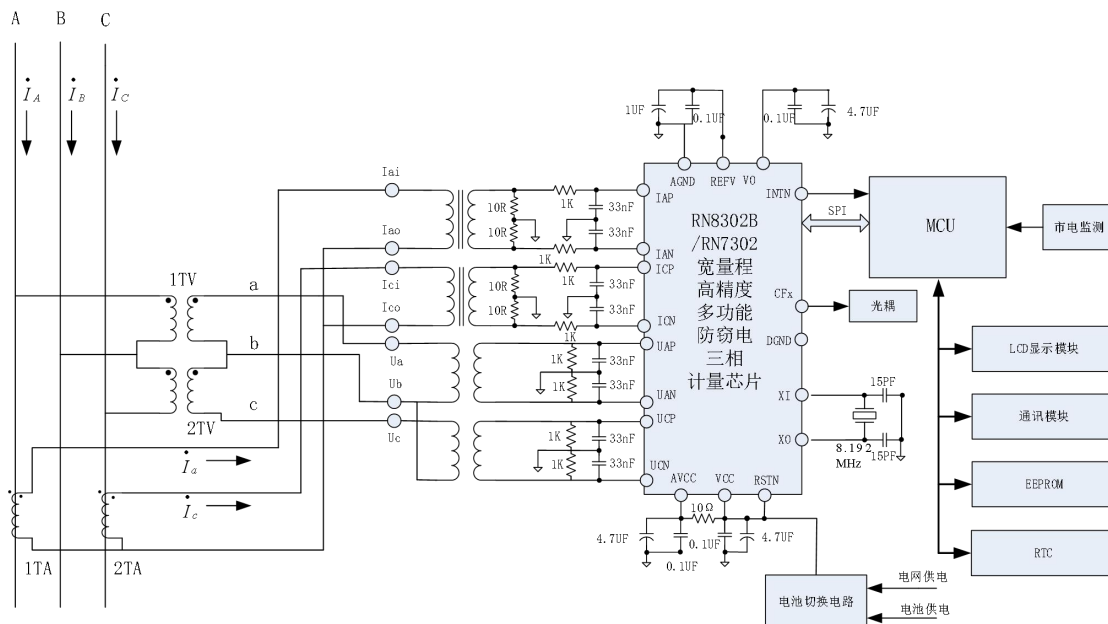 A B C
İA İB İC
1UF
0.1UF
0.1UF
4.7UF
AGND REFV VO
Iai
Iao
Ici
Ico
Ua
Ub
Uc
1TV
2TV
a
b
c
İa
İc
1TA 2TA
10R
10R
1K
1K
33nF
33nF
10R
10R
1K
1K
33nF
33nF
1K
1K
33nF
33nF
1K
1K
33nF
33nF
IAP
IAN
ICP
ICN
UAP
UAN
UCP
UCN
RN8302B
/RN7302
宽量程
高精度
多功能
防窃电
三相
计量芯片
INTN
SPI
CFx
DGND
XI
XO
AVCC VCC RSTN
光耦
15PF
15PF
8.192
MHz
10Ω
4.7UF
0.1UF
0.1UF
4.7UF
MCU
市电监测
LCD显示模块
通讯模块
EEPROM
RTC
电池切换电路
电网供电
电池供电